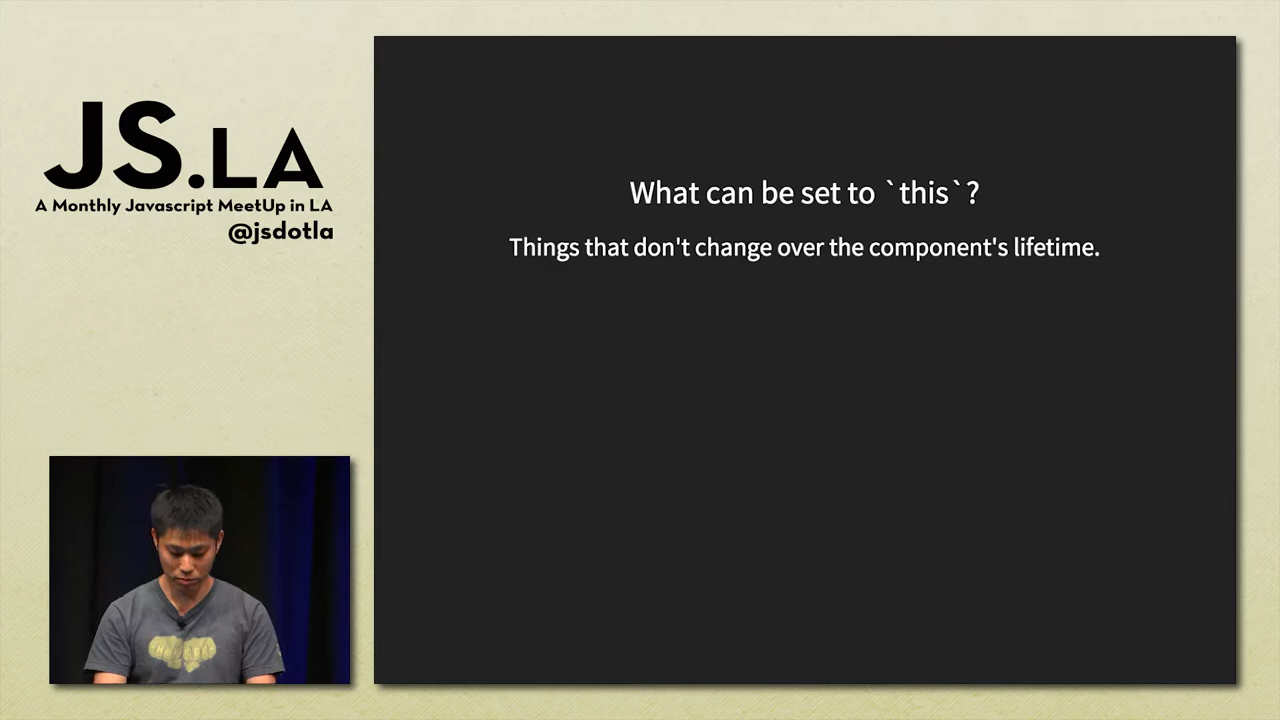 JS.LA
A Monthly Javascript MeetUp in LA
@jsdotla
What can be set to `this`?
Things that don't change over the component's lifetime.